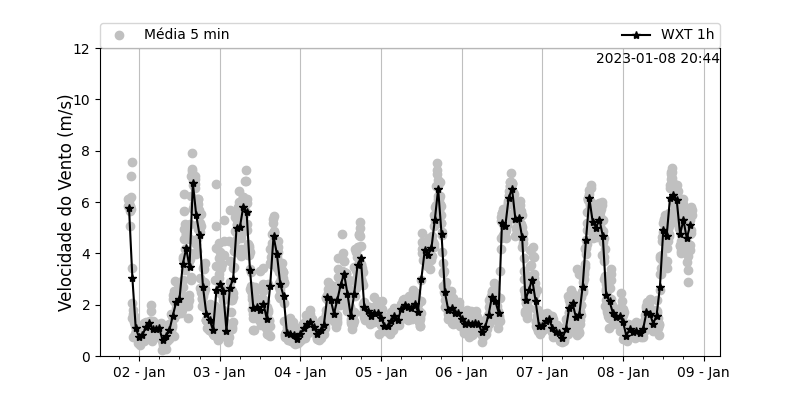 Média 5 min WXT 1h
2023-01-08 20:44
Velocidade do Vento (m/s)
12
10
8
6
4
2
0
02 - Jan 03 - Jan 04 - Jan 05 - Jan 06 - Jan 07 - Jan 08 - Jan 09 - Jan